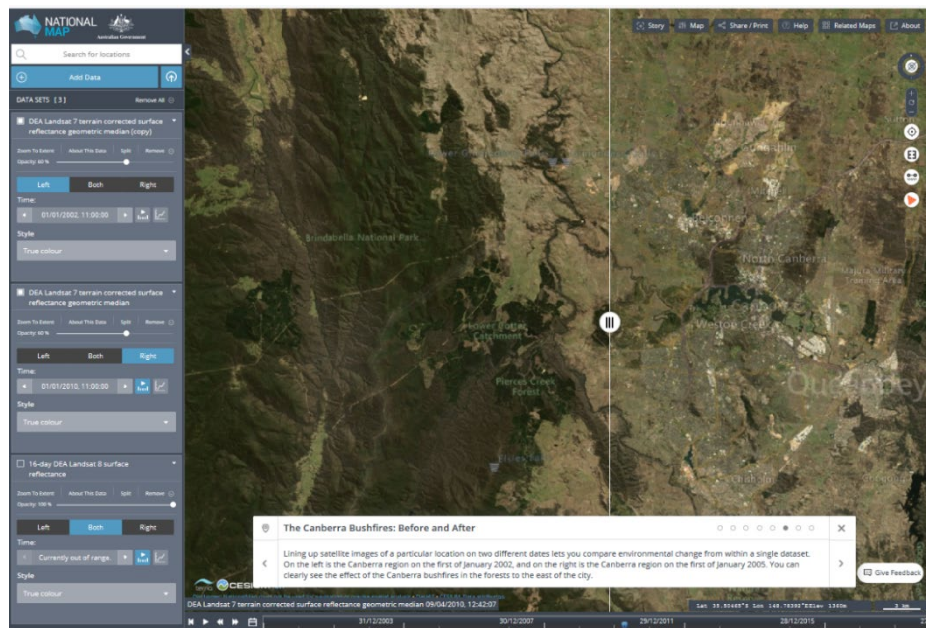 NATIONAL
MAP
Australian Government
Search for locations
Add Data
DATA SETS [ 3 ]
Remove All
DEA Landsat 7 terrain corrected surface
reflectance geometric median (copy)
Zoom To Extent About This Data Split Remove
Opacity: 60 %
Left Both Right
Time:
01/01/2002, 11:00:00
Style
True colour
DEA Landsat 7 terrain corrected surface
reflectance geometric median
Zoom To Extent About This Data Split Remove
Opacity: 60 %
Left Both Right
Time:
01/01/2010, 11:00:00
Style
True colour
16-day DEA Landsat 8 surface
reflectance
Zoom To Extent About This Data Split Remove
Opacity: 100 %
Left Both Right
Time:
Currently out of range.
Style
True colour
Story Map Share / Print Help Related Maps About
Brindabella National Park
North Canberra
Majura Military
Training Area
Weston Creek
Lower Cotter
Catchment
Pierces Creek
Forest
The Canberra Bushfires: Before and After
Lining up satellite images of a particular location on two different dates lets you compare environmental change from within a single dataset.
On the left is the Canberra region on the first of January 2002, and on the right is the Canberra region on the first of January 2005. You can
clearly see the effect of the Canberra bushfires in the forests to the east of the city.
Give Feedback
DEA Landsat 7 terrain corrected surface reflectance geometric median 09/04/2010, 12:42:07
31/12/2003 30/12/2007 29/12/2011 28/12/2015